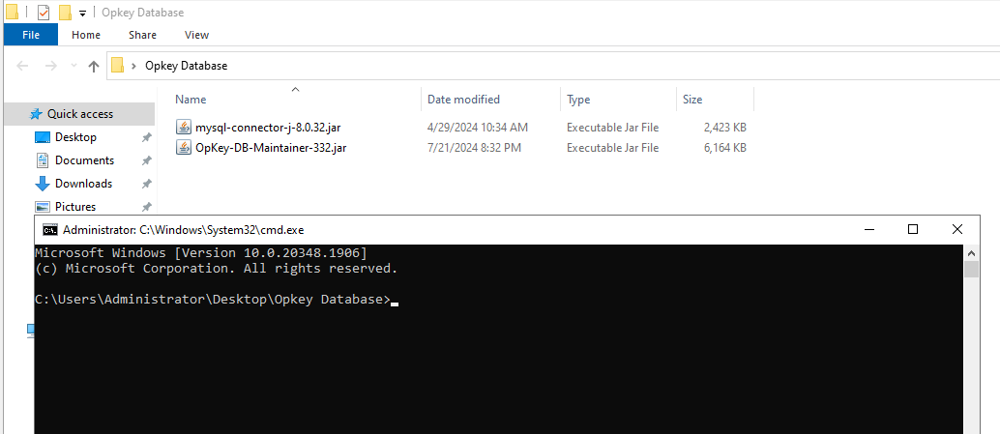 Opkey Database
File Home Share View
Opkey Database
Name Date modified Type Size
Quick access
Desktop
Documents
Downloads
Pictures
mysql-connector-j-8.0.32.jar 4/29/2024 10:34 AM Executable Jar File 2,423 KB
OpKey-DB-Maintainer-332.jar 7/21/2024 8:32 PM Executable Jar File 6,164 KB
Administrator: C:\Windows\System32\cmd.exe
Microsoft Windows [Version 10.0.20348.1906]
(c) Microsoft Corporation. All rights reserved.
C:\Users\Administrator\Desktop\Opkey Database>